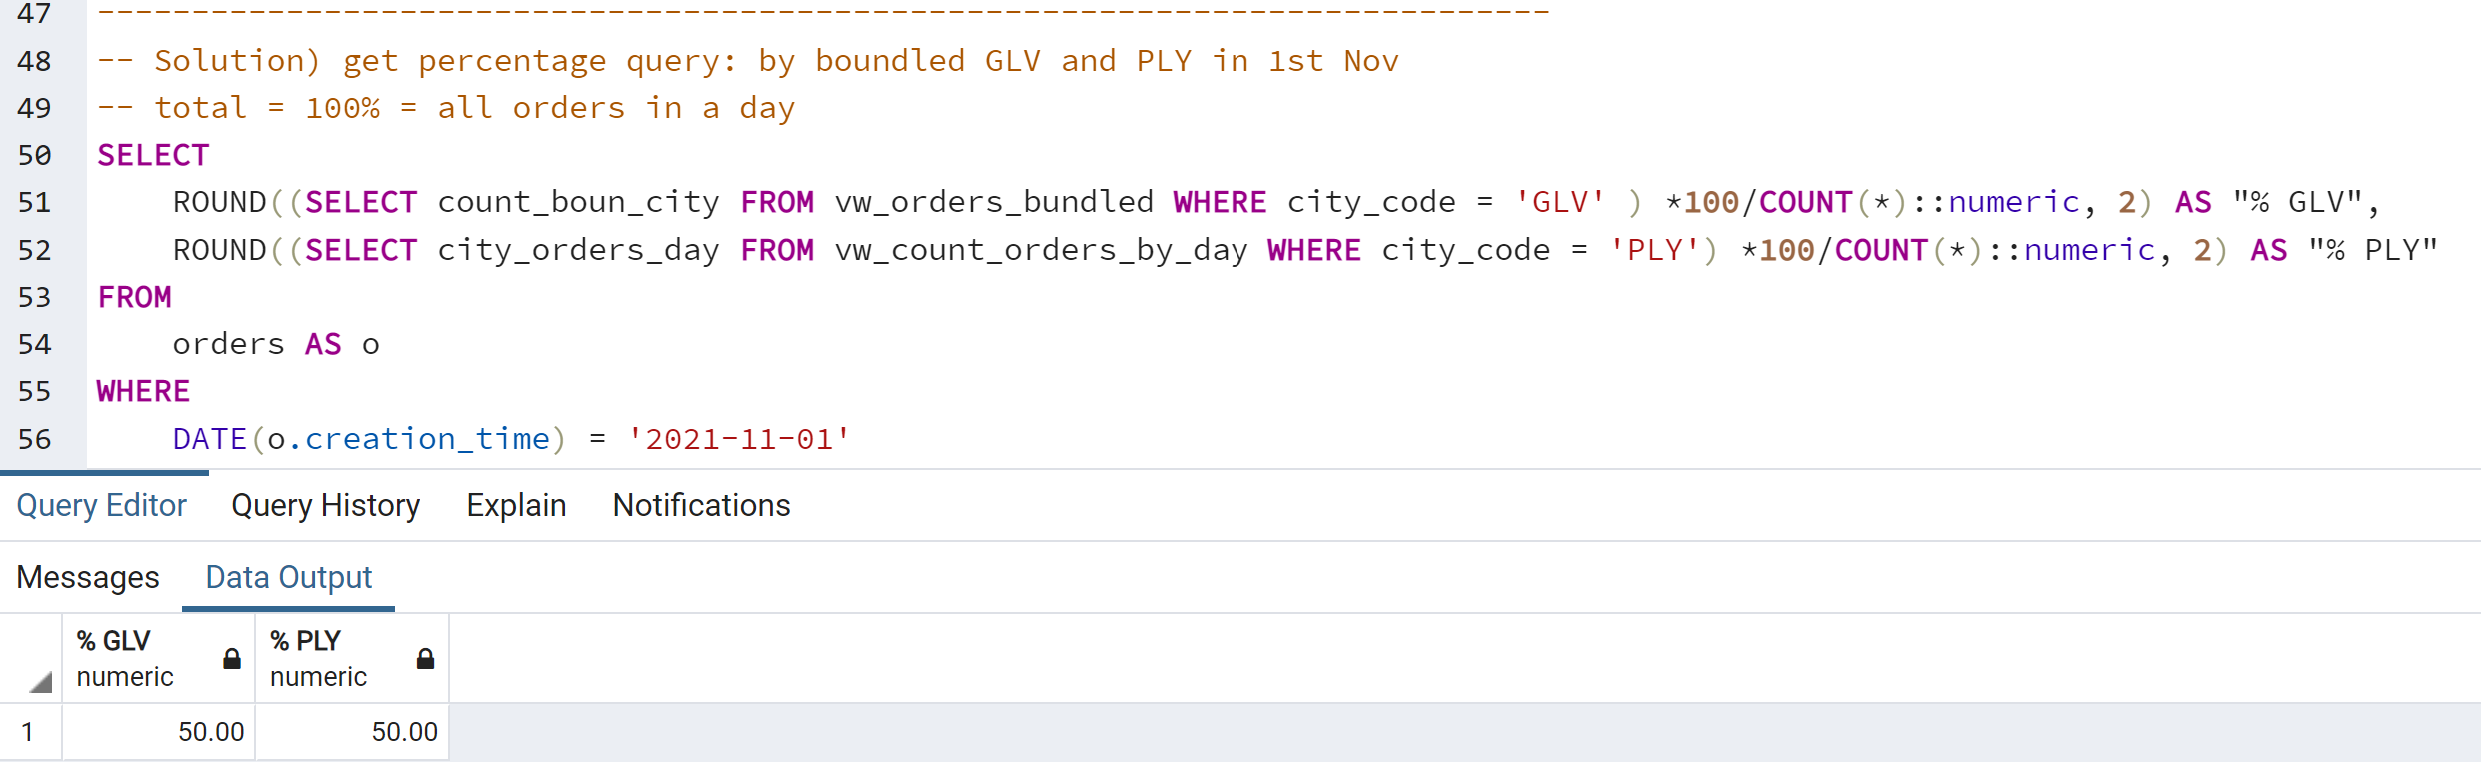 47 -----------------------------------------------------------------------------
48 -- Solution) get percentage query: by boundled GLV and PLY in 1st Nov
49 -- total = 100% = all orders in a day
50 SELECT
51 ROUND((SELECT count_boun_city FROM vw_orders_bundled WHERE city_code = 'GLV' ) *100/COUNT(*)::numeric, 2) AS "% GLV",
52 ROUND((SELECT city_orders_day FROM vw_count_orders_by_day WHERE city_code = 'PLY') *100/COUNT(*)::numeric, 2) AS "% PLY"
53 FROM
54 orders AS o
55 WHERE
56 DATE(o.creation_time) = '2021-11-01'
Query Editor Query History Explain Notifications
Messages Data Output
% GLV % PLY
numeric numeric
1 50.00 50.00